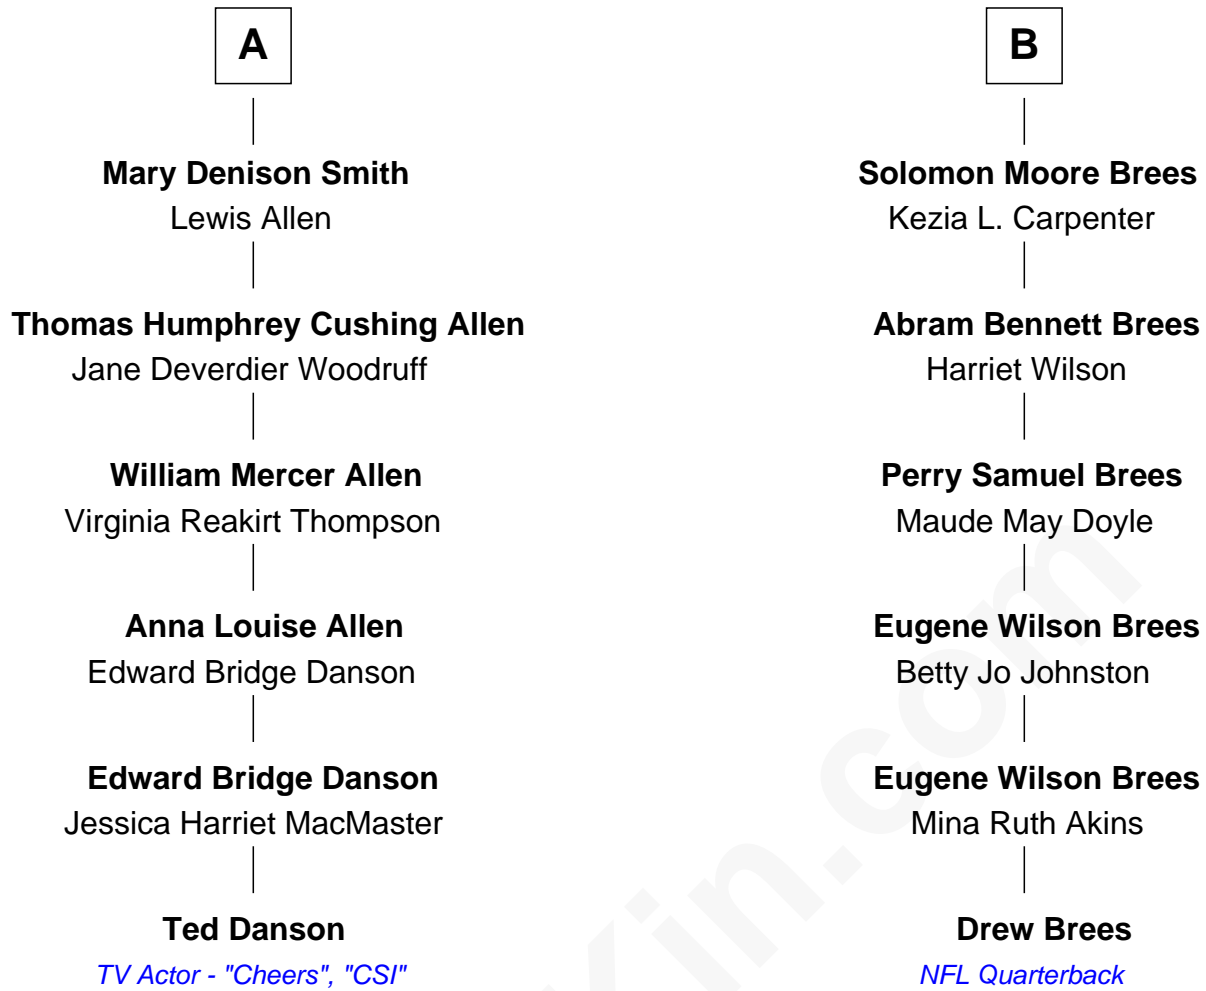 A
Mary Denison Smith
Lewis Allen
Thomas Humphrey Cushing Allen
Jane Deverdier Woodruff
William Mercer Allen
Virginia Reakirt Thompson
Anna Louise Allen
Edward Bridge Danson
Edward Bridge Danson
Jessica Harriet MacMaster
Ted Danson
TV Actor - "Cheers", "CSI"
B
Solomon Moore Brees
Kezia L. Carpenter
Abram Bennett Brees
Harriet Wilson
Perry Samuel Brees
Maude May Doyle
Eugene Wilson Brees
Betty Jo Johnston
Eugene Wilson Brees
Mina Ruth Akins
Drew Brees
NFL Quarterback